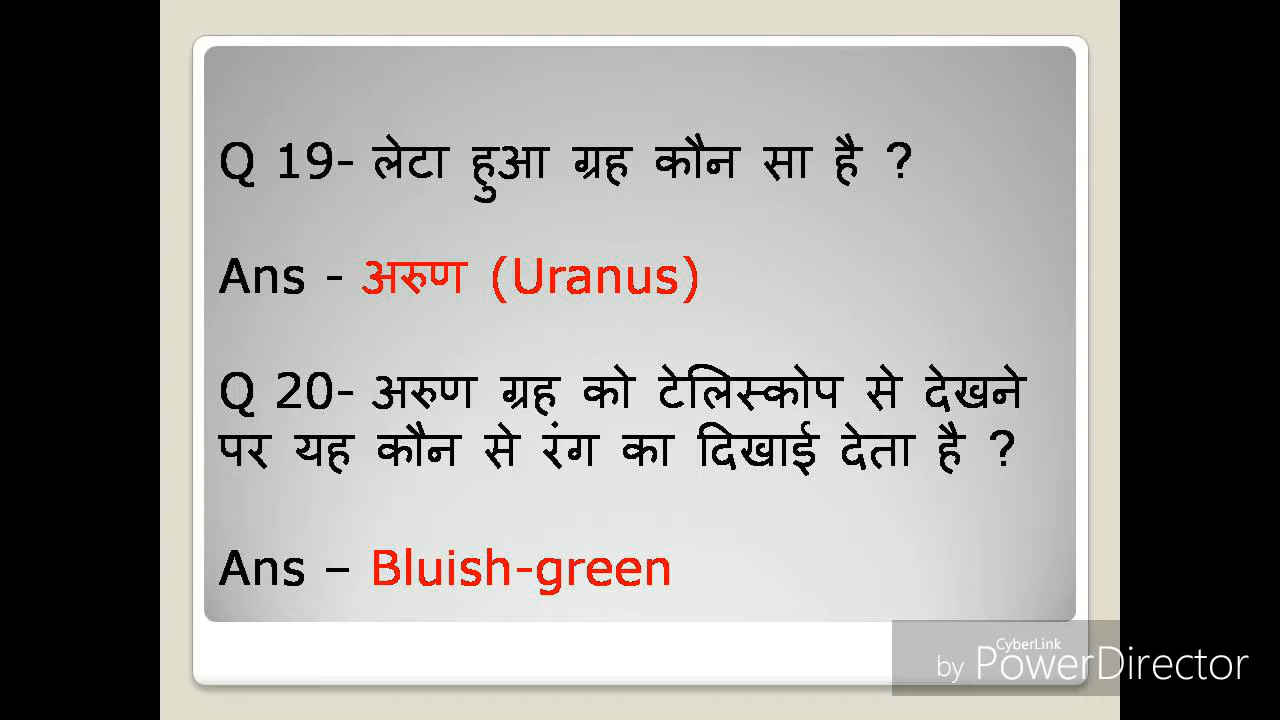 Q 19- लेटा हुआ ग्रह कौन सा है ?
Ans - अरुण (Uranus)
Q 20- अरुण ग्रह को टेलिस्कोप से देखने
पर यह कौन से रंग का दिखाई देता है ?
Ans – Bluish-green
CyberLink
by PowerDirector